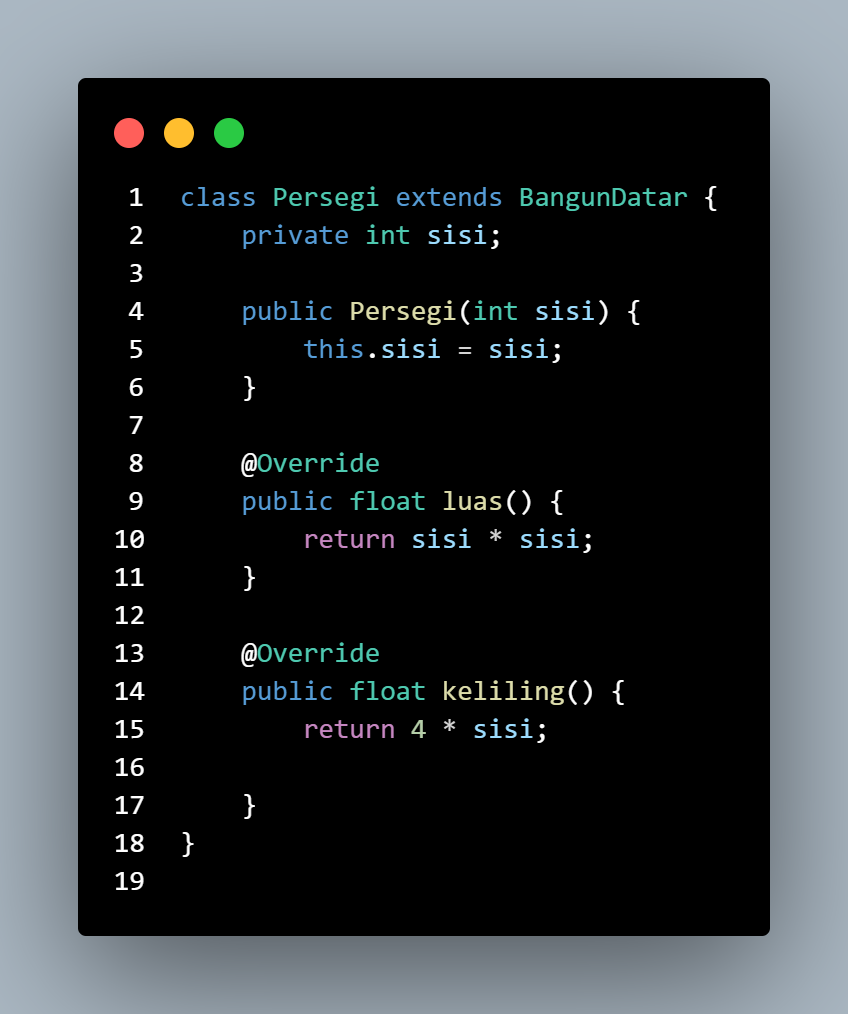 1 class Persegi extends BangunDatar {
2     private int sisi;
3
4     public Persegi(int sisi) {
5         this.sisi = sisi;
6     }
7
8     @Override
9     public float luas() {
10         return sisi * sisi;
11     }
12
13     @Override
14     public float keliling() {
15         return 4 * sisi;
16
17     }
18 }
19